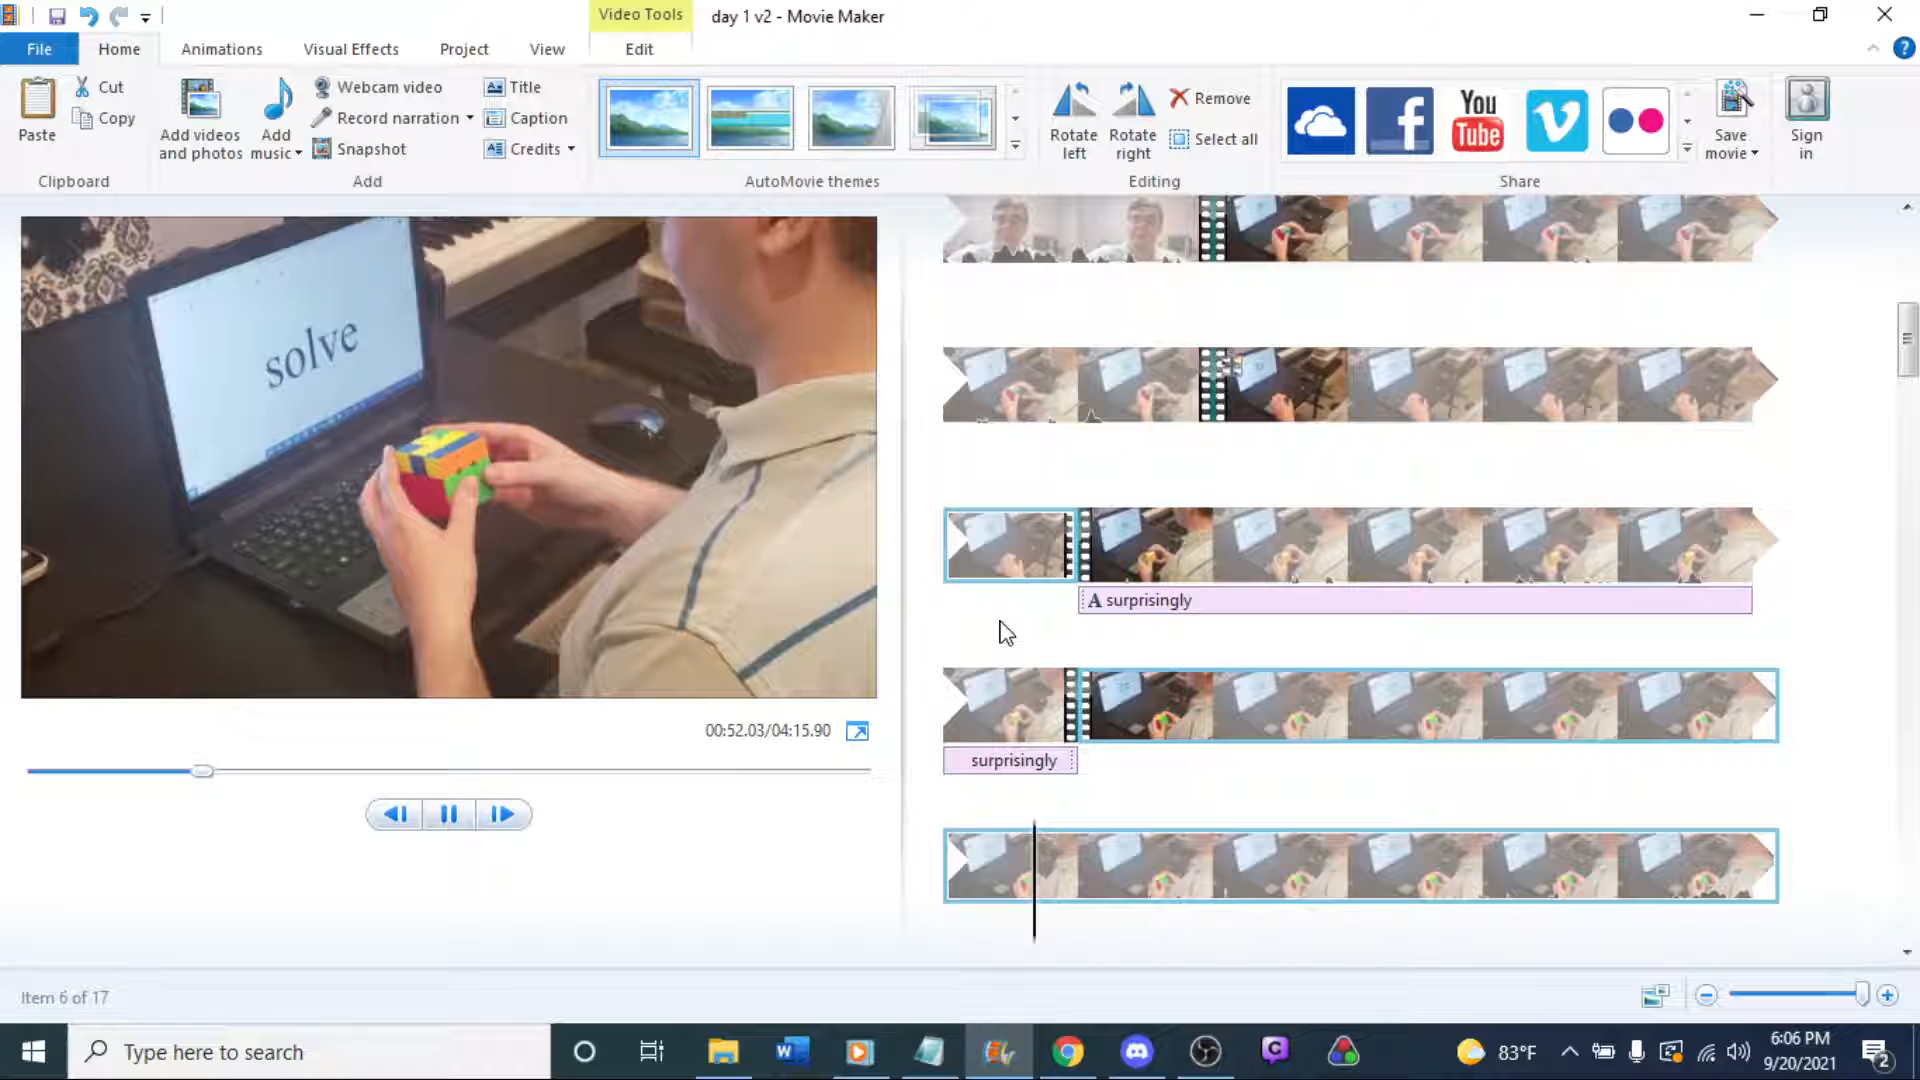 Video Tools
day 1 v2 - Movie Maker
File
Home
Animations
Visual Effects
Project
View
Edit
Paste
Cut
Copy
Clipboard
Add videos
and photos
Add
music
Webcam video
Record narration
Snapshot
Title
Caption
Credits
Add
AutoMovie themes
Rotate
left
Rotate
right
Remove
Select all
Editing
f
You
Tube
Share
Save
movie
Sign
in
solve
00:52.03/04:15.90
A surprisingly
surprisingly
Item 6 of 17
Type here to search
83°F
6:06 PM
9/20/2021
2